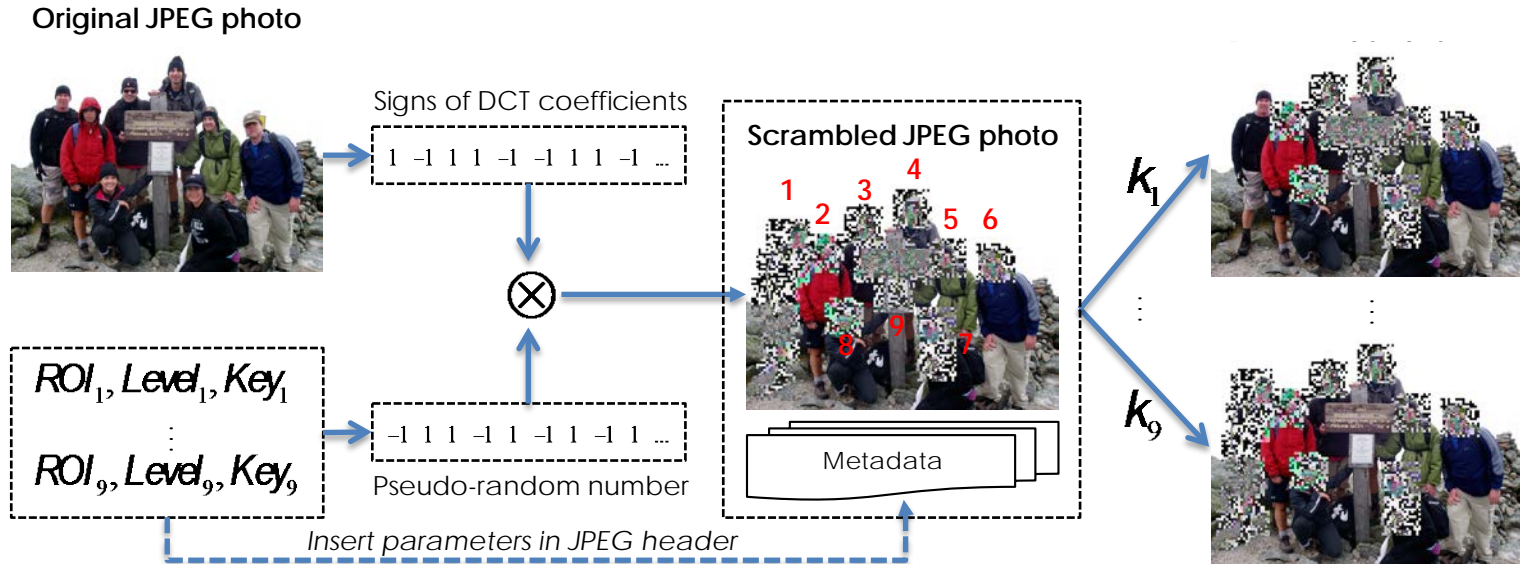 Original JPEG photo
Signs of DCT coefficients
1 -1 1 1 -1 -1 1 1 -1 ...
Scrambled JPEG photo
1
2
3
4
5
6
7
8
9
ROI1, Level1, Key1
⋮
ROI9, Level9, Key9
-1 1 1 -1 1 -1 1 -1 1 ...
Pseudo-random number
Metadata
Insert parameters in JPEG header
k1
⋮
⋮
k9